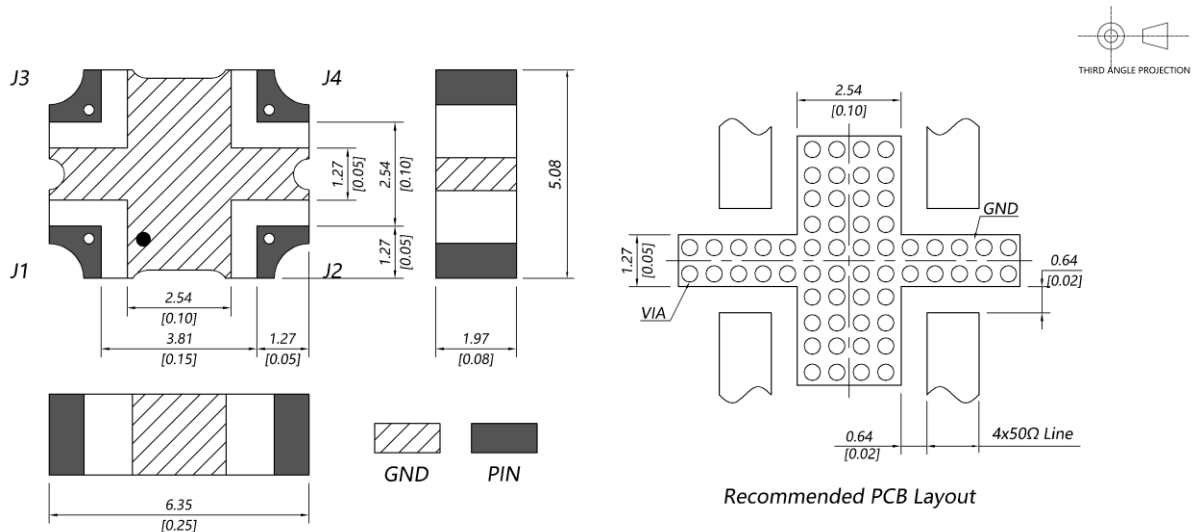 THIRD ANGLE PROJECTION
J3
J4
J1
J2
1.27
[0.05]
2.54
[0.10]
1.27
[0.05]
2.54
[0.10]
3.81
[0.15]
1.27
[0.05]
5.08
1.97
[0.08]
6.35
[0.25]
GND
PIN
2.54
[0.10]
GND
1.27
[0.05]
VIA
0.64
[0.02]
0.64
[0.02]
4x50Ω Line
Recommended PCB Layout